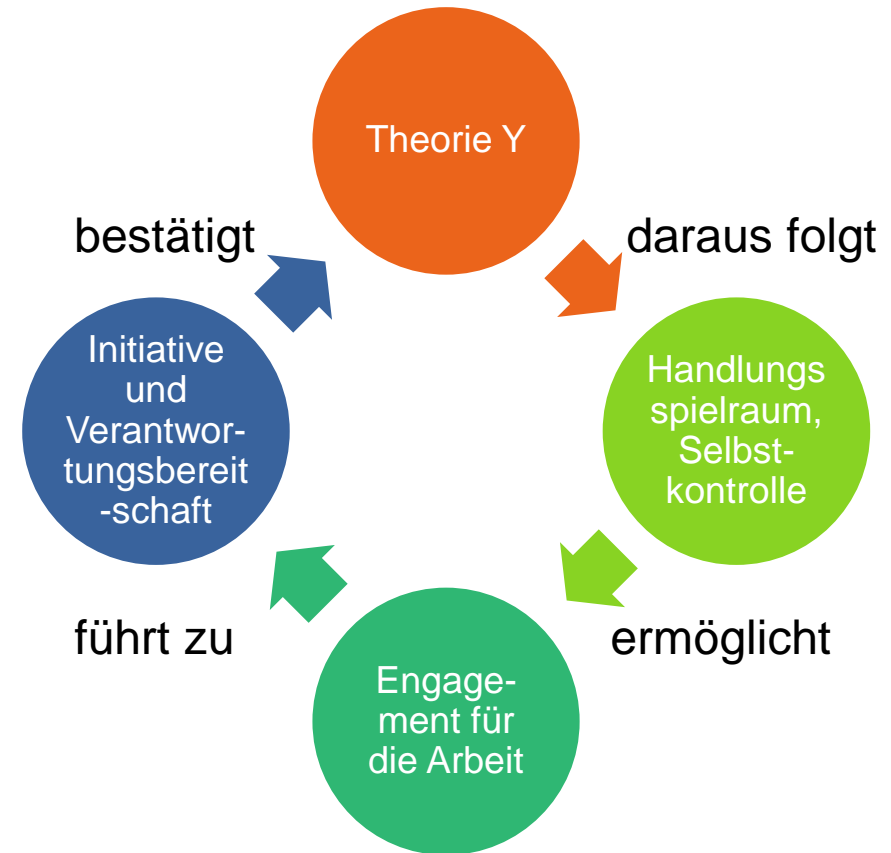 Theorie Y
bestätigt
daraus folgt
Initiative
und
Verantwor-
tungsbereit
-schaft
Handlungs
spielraum,
Selbst-
kontrolle
führt zu
ermöglicht
Engage-
ment für
die Arbeit